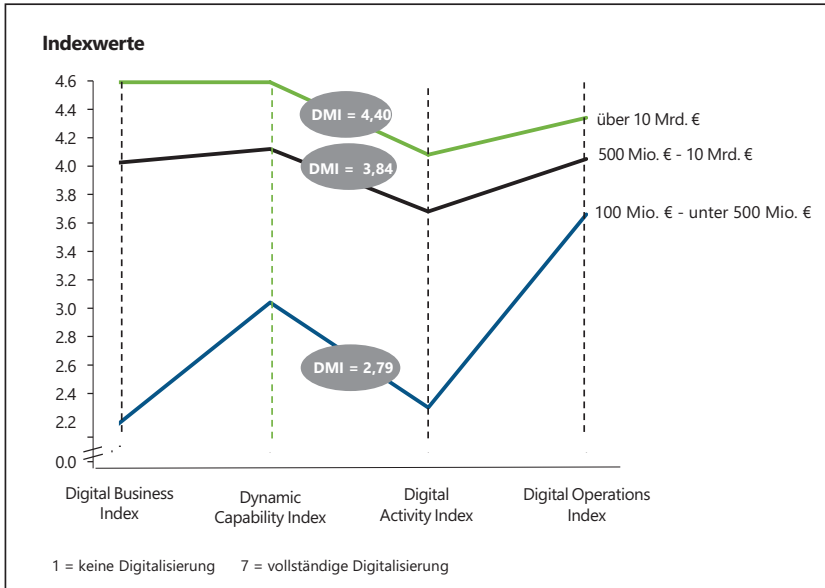 Indexwerte
4.6
4.4
4.2
4.0
3.8
3.6
3.4
3.2
3.0
2.8
2.6
2.4
2.2
0.0
DMI = 4,40
DMI = 3,84
DMI = 2,79
über 10 Mrd. €
500 Mio. € - 10 Mrd. €
100 Mio. € - unter 500 Mio. €
Digital Business
Index
Dynamic
Capability Index
Digital
Activity Index
Digital Operations
Index
1 = keine Digitalisierung 7 = vollständige Digitalisierung